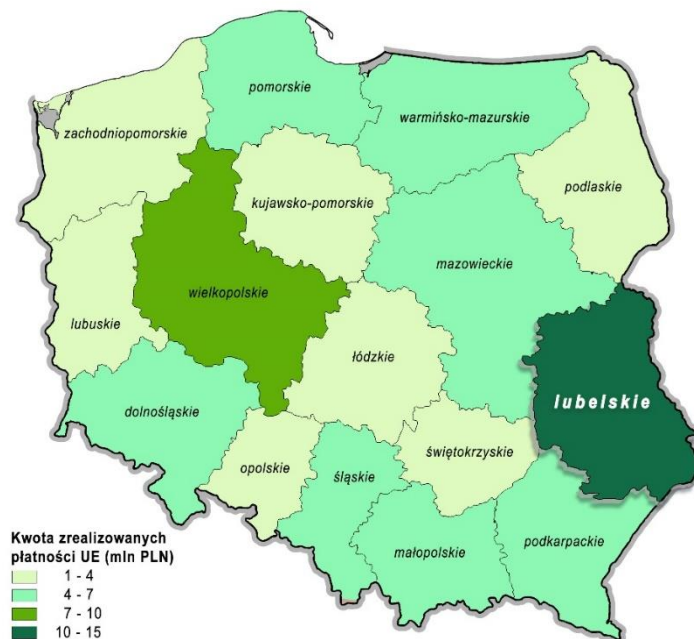 pomorskie
warmińsko-mazurskie
zachodniopomorskie
podlaskie
kujawsko-pomorskie
mazowieckie
wielkopolskie
lubuskie
łódzkie
lubelskie
dolnośląskie
opolskie
świętokrzyskie
śląskie
podkarpackie
małopolskie
Kwota zrealizowanych
płatności UE (mln PLN)
1 - 4
4 - 7
7 - 10
10 - 15